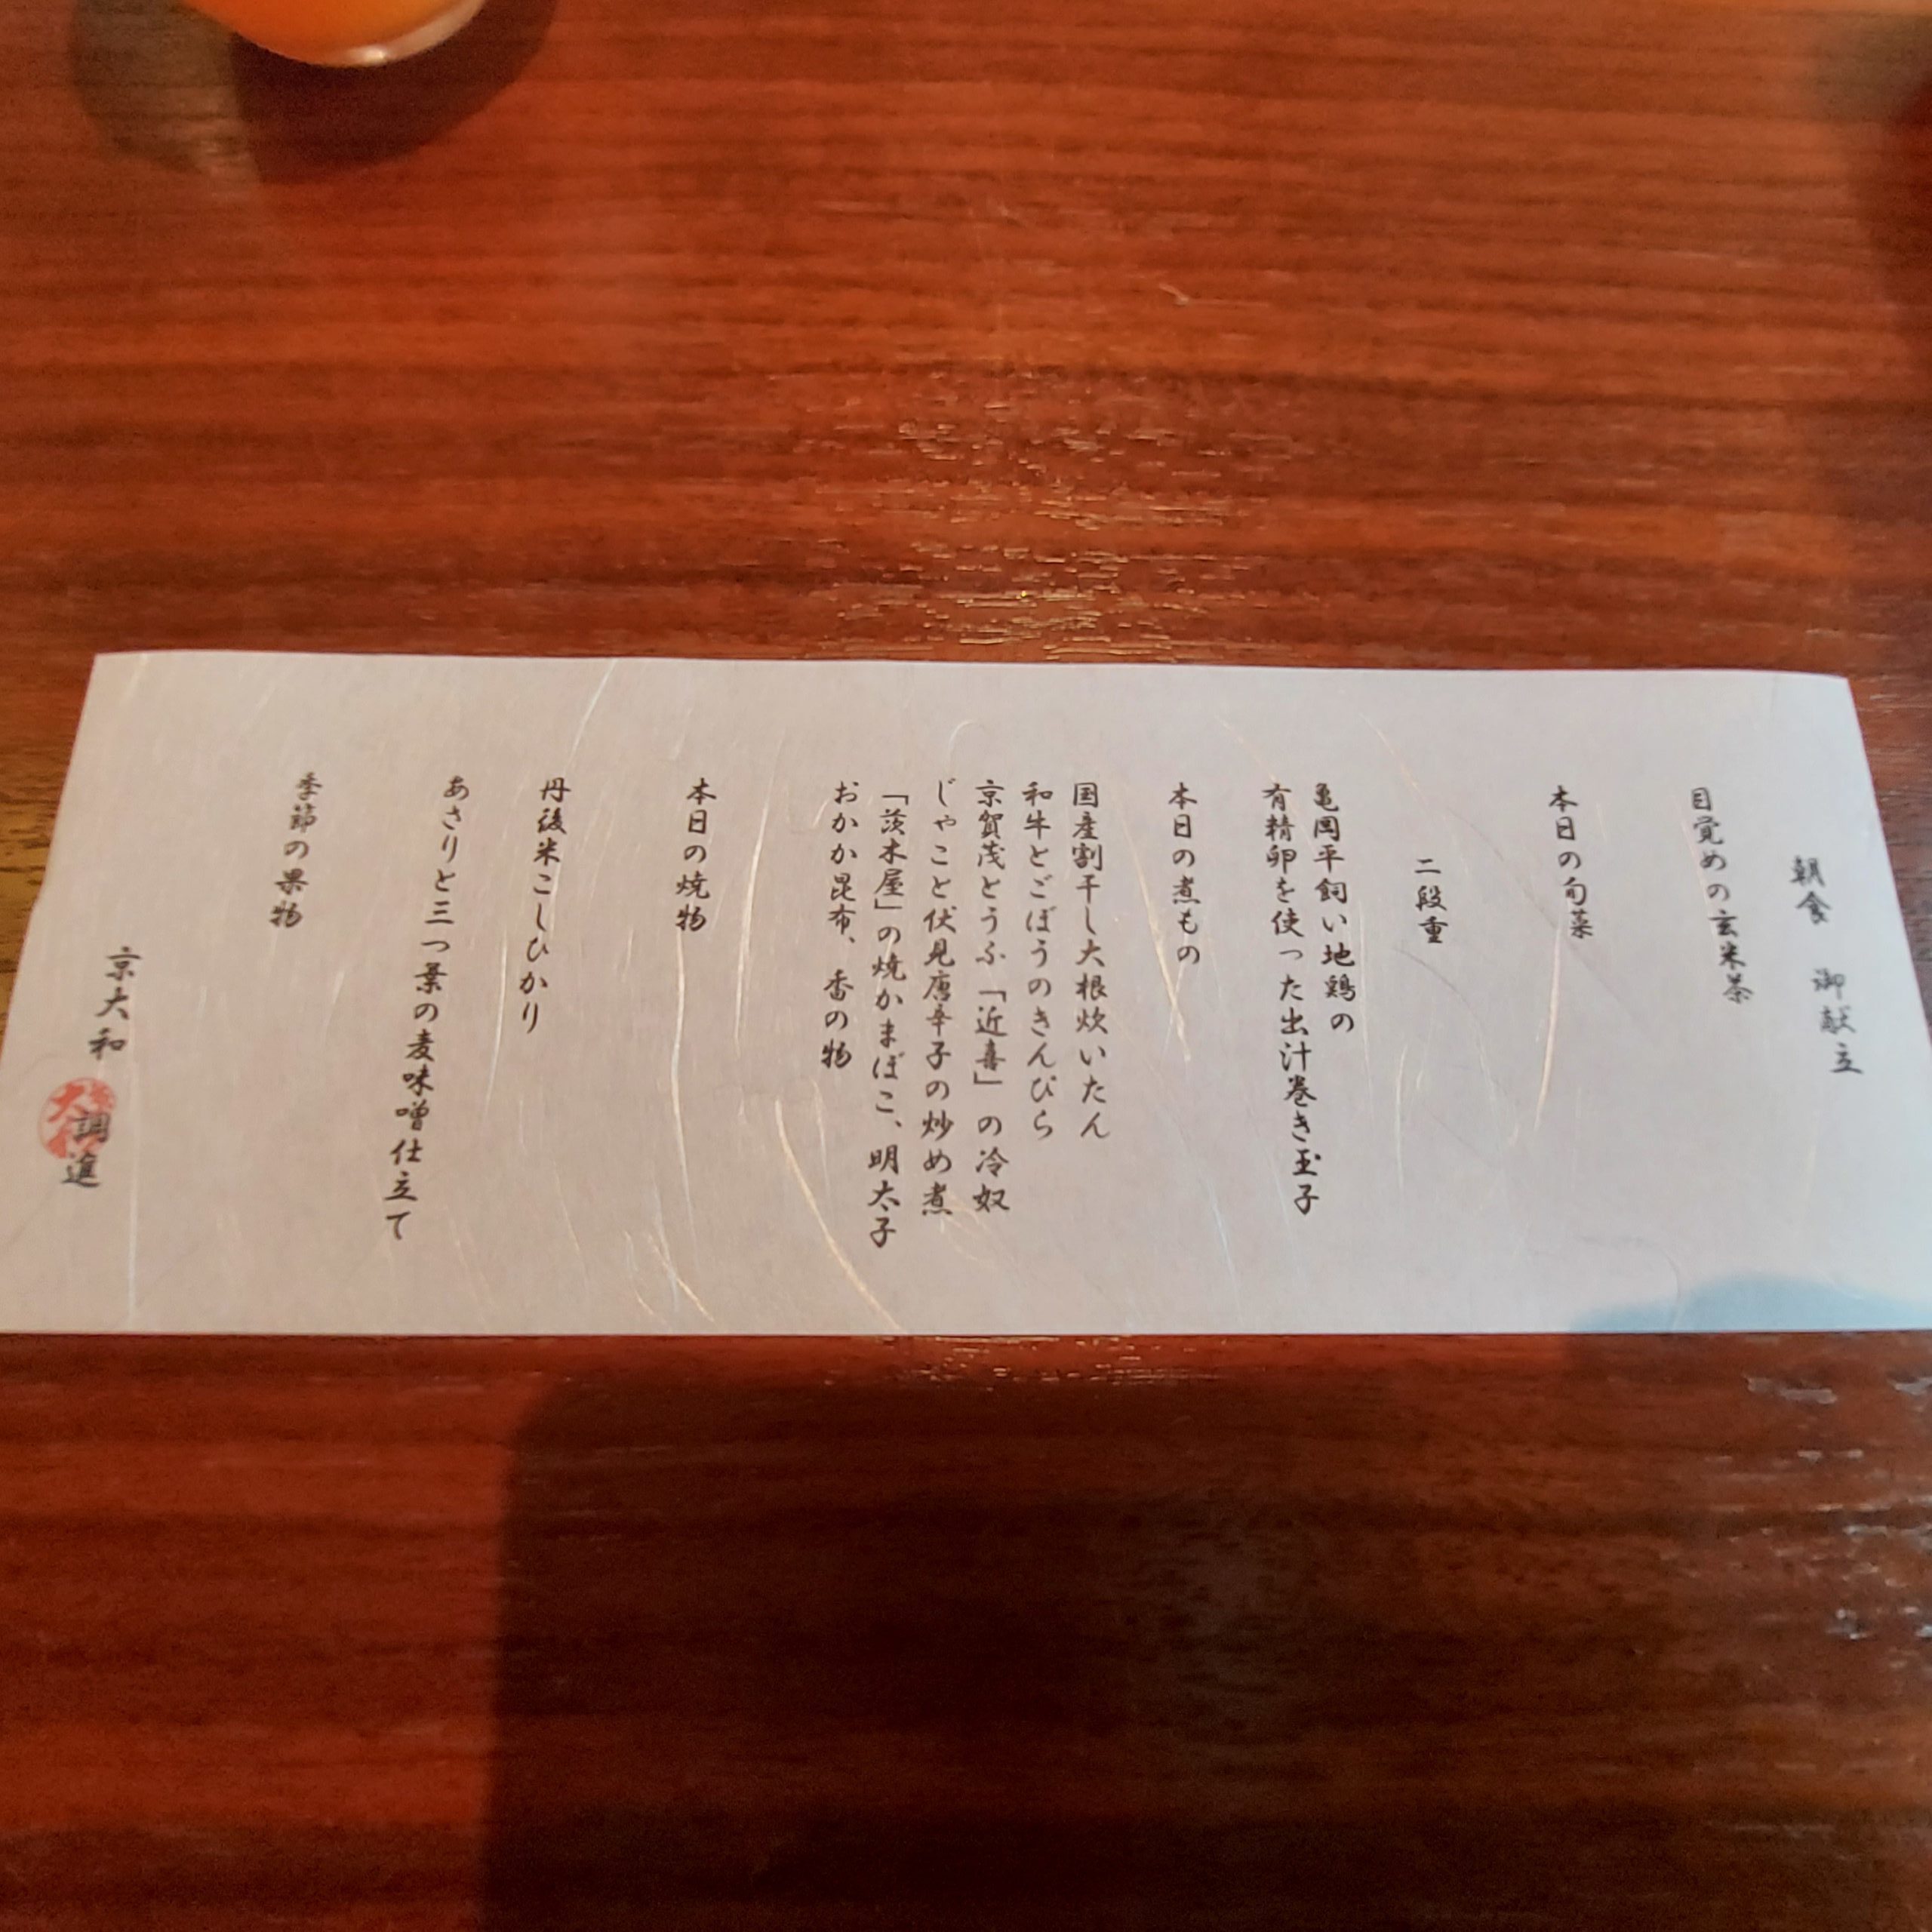 朝食　御献立
目覚めの玄米茶
本日の旬菜
二段重
亀岡平飼い地鶏の
有精卵を使った出汁巻き玉子
本日の煮もの
国産割干し大根炊いたん
和牛とごぼうのきんぴら
京賀茂とうふ「近喜」の冷奴
じゃこと伏見唐辛子の炒め煮
「茨木屋」の焼かまぼこ、明太子
おかか昆布、香の物
本日の焼物
丹後米こしひかり
あさりと三つ葉の麦味噌仕立て
季節の果物
京大和　調進